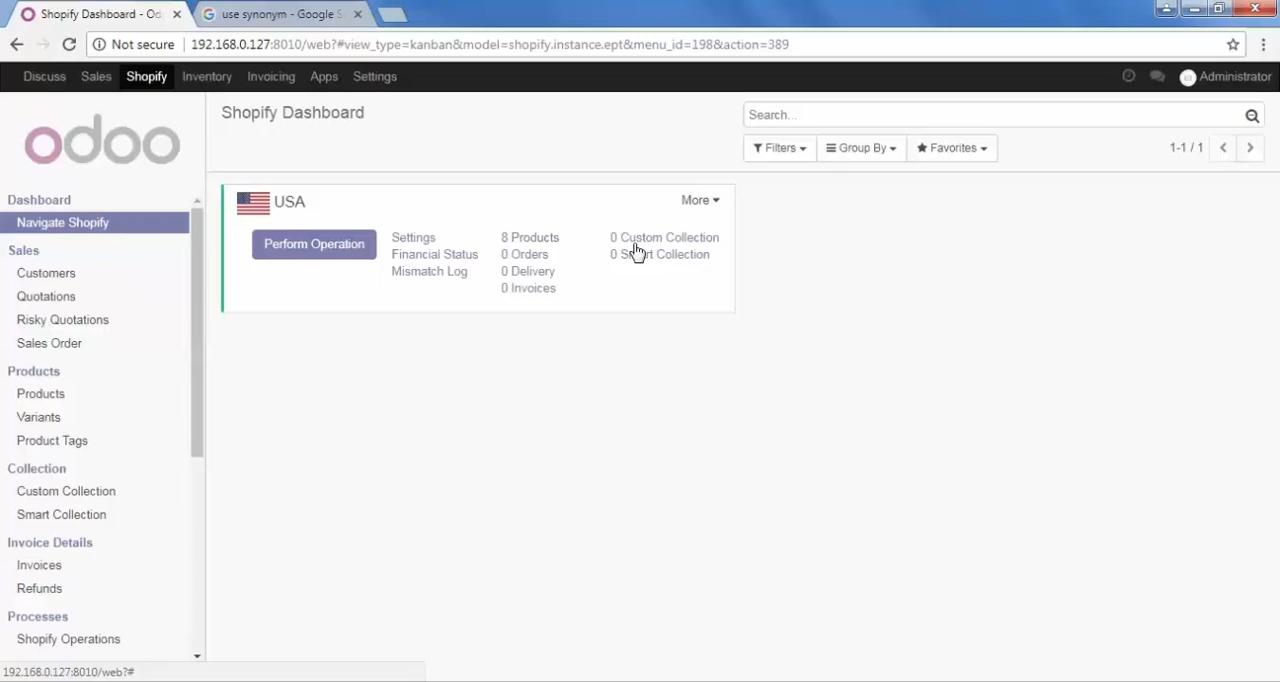 Shopify Dashboard - Od
use synonym - Google S
Not secure 192.168.0.127:8010/web?#view_type=kanban&model=shopify.instance.ept&menu_id=198&action=389
Discuss Sales Shopify Inventory Invoicing Apps Settings Administrator
odoo
Shopify Dashboard
Search...
Filters Group By Favorites 1-1 / 1
Dashboard
Navigate Shopify
Sales
Customers
Quotations
Risky Quotations
Sales Order
Products
Products
Variants
Product Tags
Collection
Custom Collection
Smart Collection
Invoice Details
Invoices
Refunds
Processes
Shopify Operations
USA More
Perform Operation
Settings 8 Products 0 Custom Collection
Financial Status 0 Orders 0 Smart Collection
Mismatch Log 0 Delivery
0 Invoices
192.168.0.127:8010/web?#